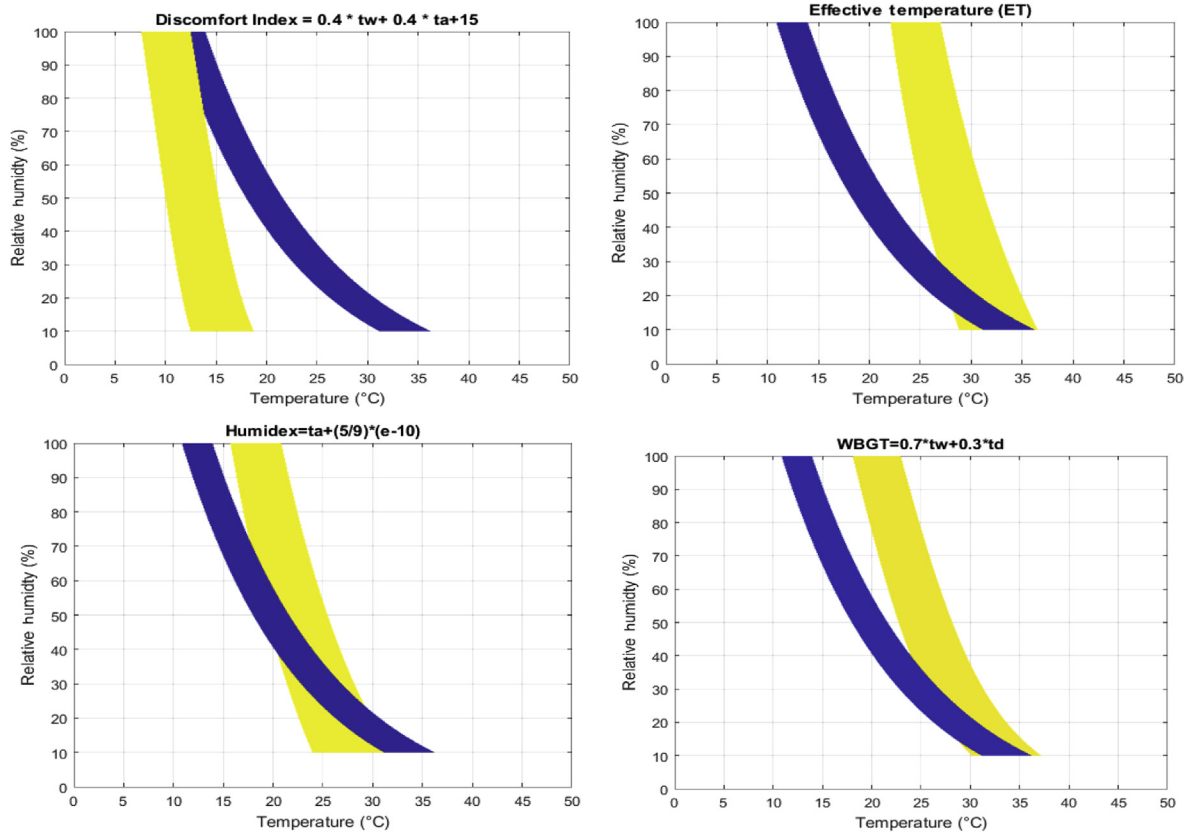 Discomfort Index = 0.4 * tw+ 0.4 * ta+15
100
90
80
70
60
50
40
30
20
10
0
Relative humidty (%)
0 5 10 15 20 25 30 35 40 45 50
Temperature (°C)
Effective temperature (ET)
100
90
80
70
60
50
40
30
20
10
0
Relative humidty (%)
0 5 10 15 20 25 30 35 40 45 50
Temperature (°C)
Humidex=ta+(5/9)*(e-10)
100
90
80
70
60
50
40
30
20
10
0
Relative humidty (%)
0 5 10 15 20 25 30 35 40 45 50
Temperature (°C)
WBGT=0.7*tw+0.3*td
100
90
80
70
60
50
40
30
20
10
0
Relative humidty (%)
0 5 10 15 20 25 30 35 40 45 50
Temperature (°C)